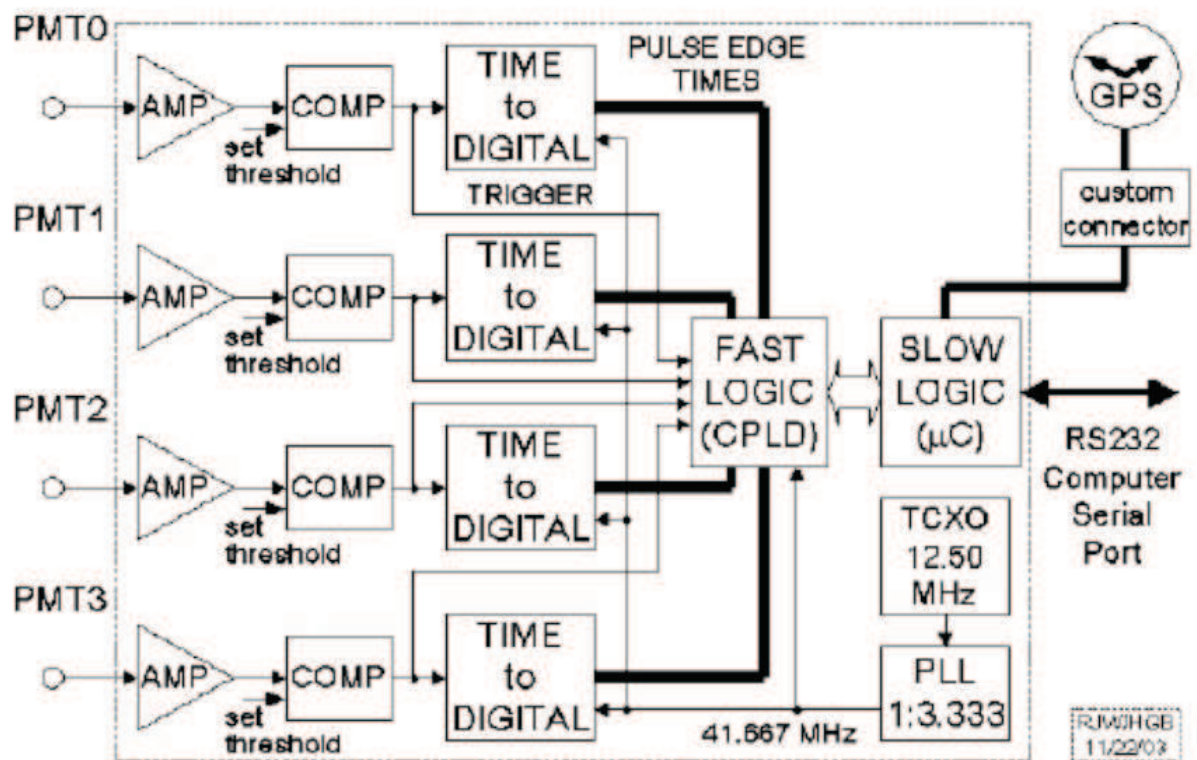 PMT0
AMP
COMP
set
threshold
TIME
to
DIGITAL
PULSE EDGE
TIMES
TRIGGER
GPS
custom
connector
PMT1
AMP
COMP
set
threshold
TIME
to
DIGITAL
FAST
LOGIC
(CPLD)
SLOW
LOGIC
(μC)
RS232
Computer
Serial
Port
PMT2
AMP
COMP
set
threshold
TIME
to
DIGITAL
TCXO
12.50
MHz
PMT3
AMP
COMP
set
threshold
TIME
to
DIGITAL
PLL
1:3.333
41.667 MHz
11/22/03